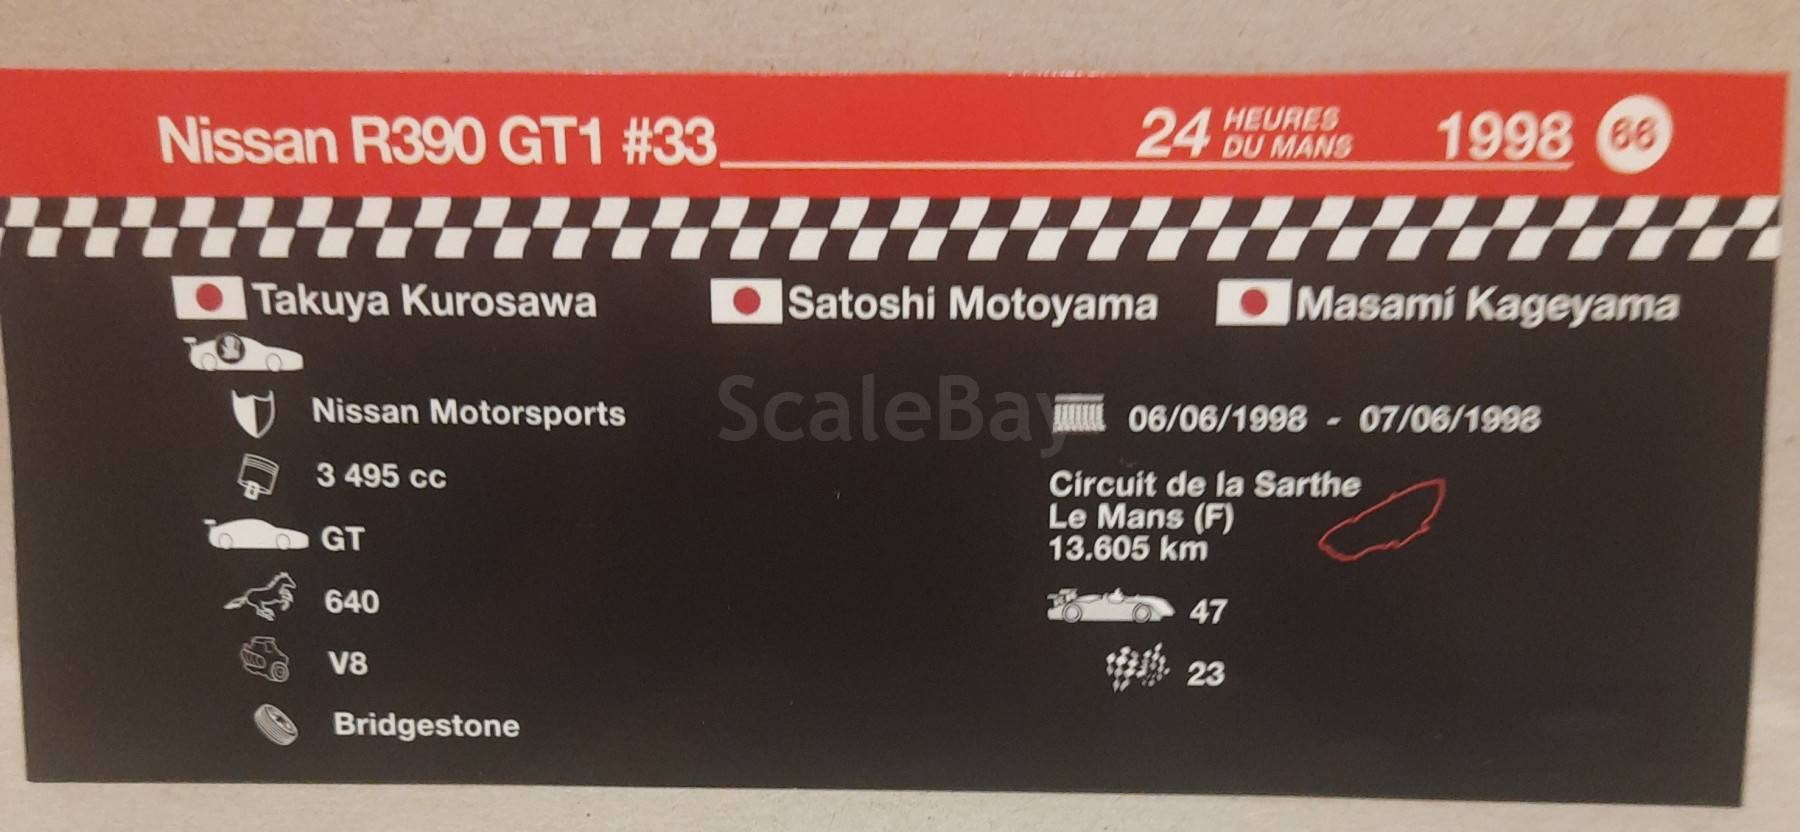 Nissan R390 GT1 #33
24 HEURES DU MANS 1998 66
Takuya Kurosawa Satoshi Motoyama Masami Kageyama
Nissan Motorsports
3 495 cc
GT
640
V8
Bridgestone
ScaleBay
06/06/1998 - 07/06/1998
Circuit de la Sarthe
Le Mans (F)
13.605 km
47
23